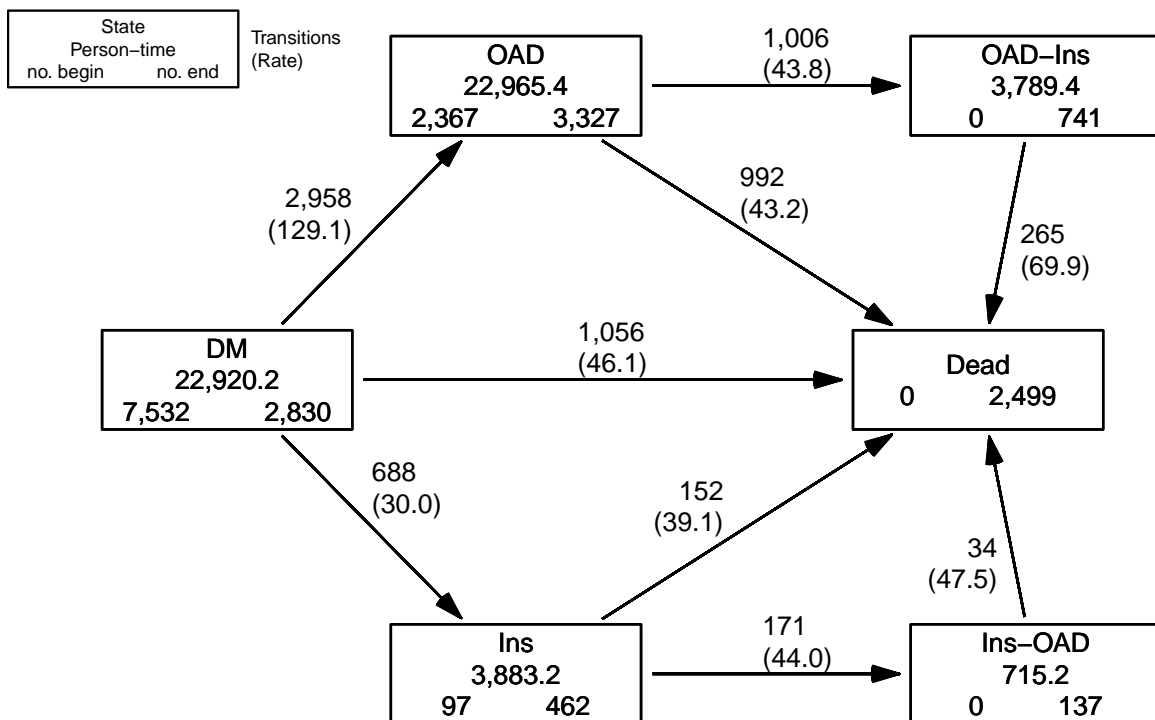 State
Person−time
no. begin no. end
Transitions
(Rate)
OAD
22,965.4
2,367 3,327
1,006
(43.8)
OAD−Ins
3,789.4
0 741
2,958
(129.1)
992
(43.2)
265
(69.9)
DM
22,920.2
7,532 2,830
1,056
(46.1)
Dead
0 2,499
688
(30.0)
152
(39.1)
34
(47.5)
Ins
3,883.2
97 462
171
(44.0)
Ins−OAD
715.2
0 137